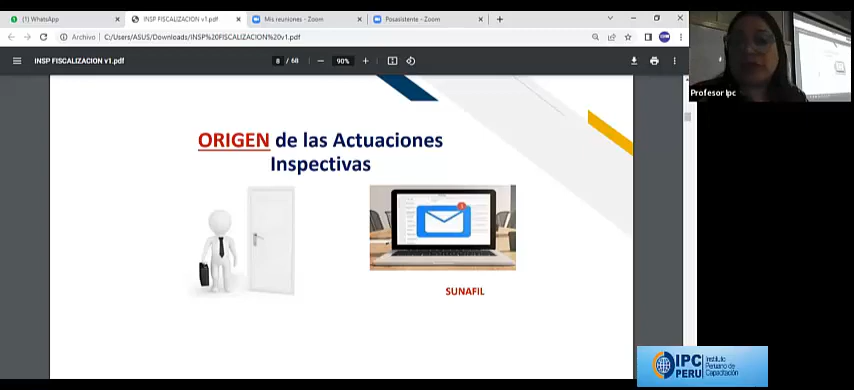 (1) WhatsApp
INSP FISCALIZACION v1.pdf
Mis reuniones - Zoom
Posasistente - Zoom
Archivo
C:/Users/ASUS/Downloads/INSP%20FISCALIZACION%20v1.pdf
INSP FISCALIZACION v1.pdf
8 / 68
90%
ORIGEN de las Actuaciones
Inspectivas
SUNAFIL
Profesor Ipc
IPC
PERU
Instituto
Peruano de
Capacitación